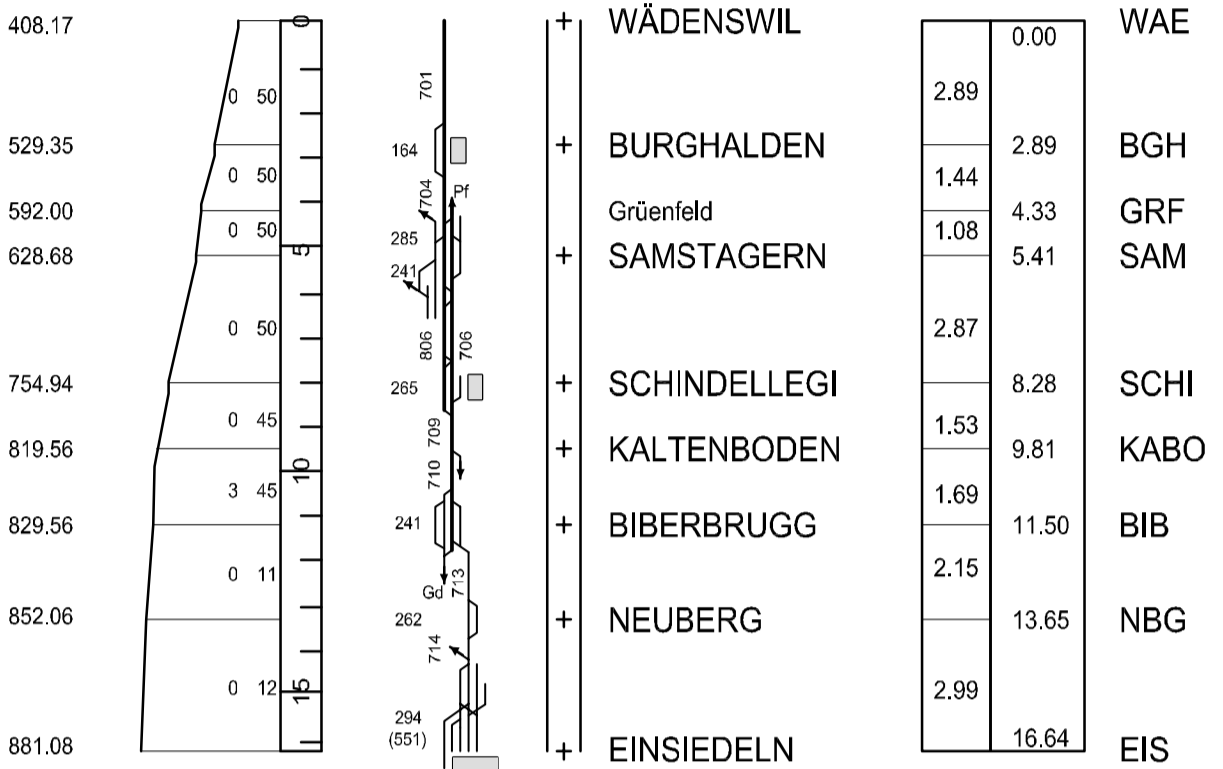 408.17 0 WÄDENSWIL 0.00 WAE
701
0 50 2.89
529.35 164 BURGHALDEN 2.89 BGH
0 50 704 Pf 1.44
592.00 Grüenfeld 4.33 GRF
0 50 285 1.08
628.68 5 SAMSTAGERN 5.41 SAM
241
0 50 806 706 2.87
754.94 265 SCHINDELLEGI 8.28 SCHI
0 45 709 1.53
819.56 KALTENBODEN 9.81 KABO
10 710
3 45 1.69
829.56 241 BIBERBRUGG 11.50 BIB
0 11 Gd 713 2.15
852.06 262 NEUBERG 13.65 NBG
714
0 12 15 2.99
294
(551)
881.08 EINSIEDELN 16.64 EIS